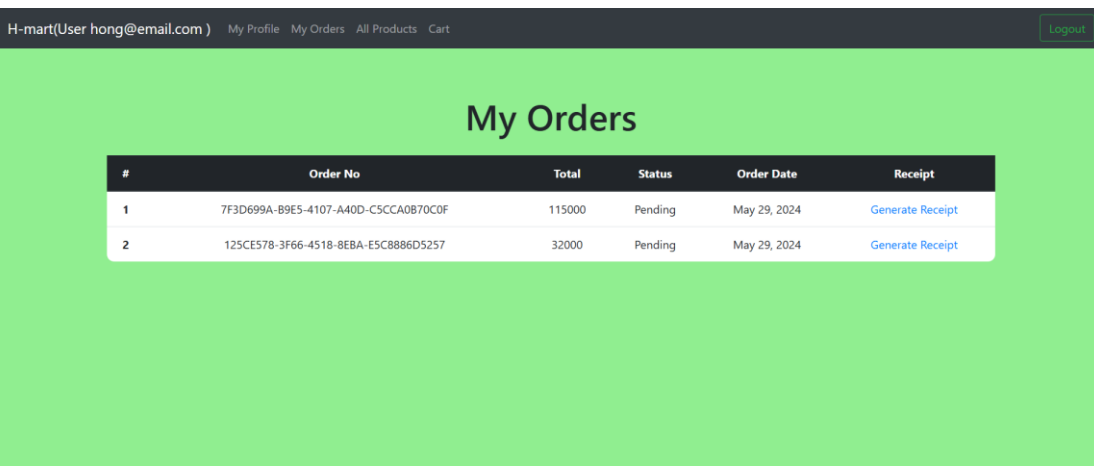 H-mart(User hong@email.com ) My Profile My Orders All Products Cart Logout
My Orders
# Order No Total Status Order Date Receipt
1 7F3D699A-B9E5-4107-A40D-C5CCA0B70C0F 115000 Pending May 29, 2024 Generate Receipt
2 125CE578-3F66-4518-8EBA-E5C8886D5257 32000 Pending May 29, 2024 Generate Receipt